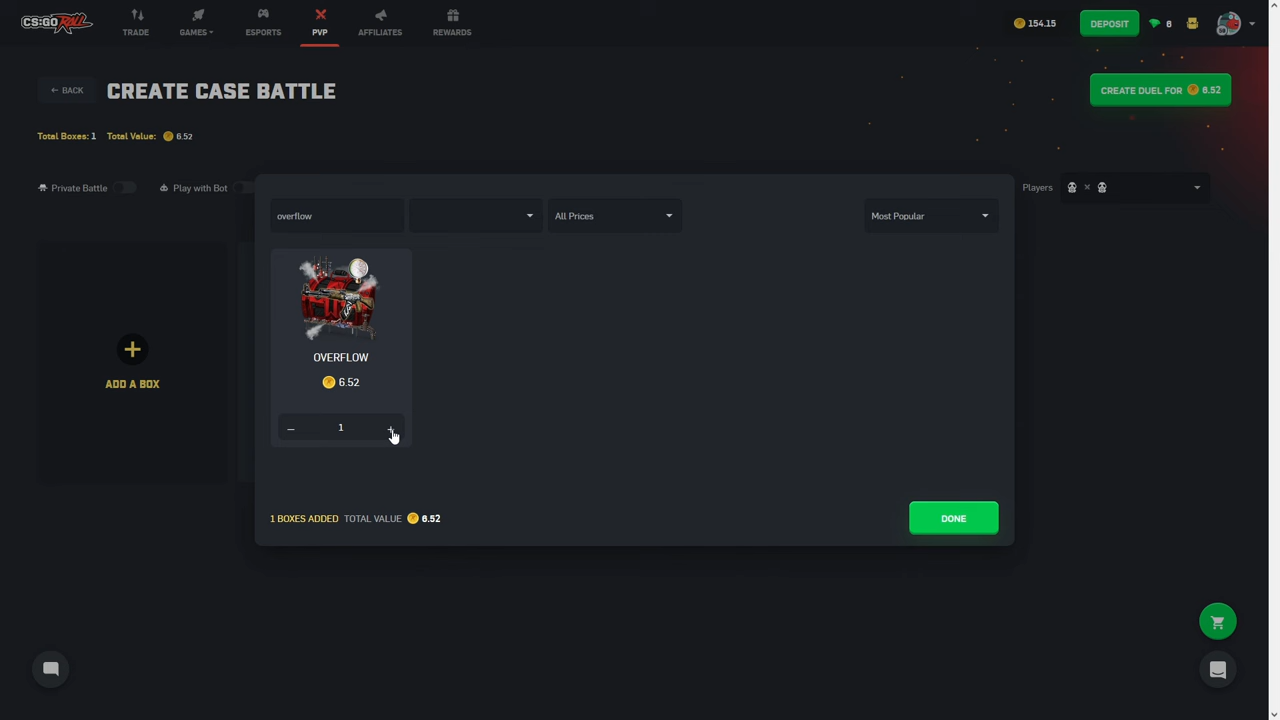 CS:GO ROLL
TRADE
GAMES
ESPORTS
PVP
AFFILIATES
REWARDS
154.15
DEPOSIT
6
← BACK
CREATE CASE BATTLE
CREATE DUEL FOR 6.52
Total Boxes: 1 Total Value: 6.52
Private Battle
Play with Bot
Players
×
overflow
All Prices
Most Popular
OVERFLOW
6.52
– 1 +
+
ADD A BOX
1 BOXES ADDED TOTAL VALUE 6.52
DONE